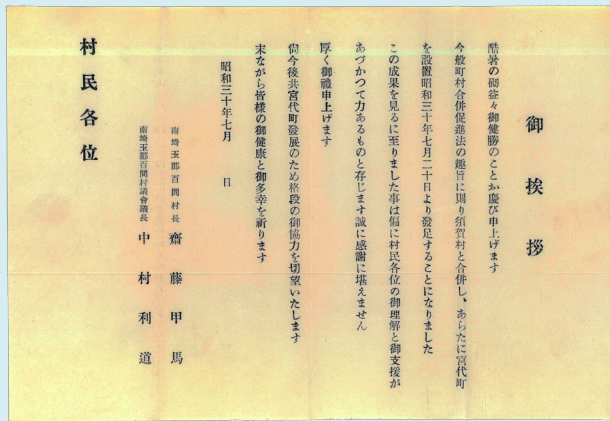 御挨拶
酷暑の砌益々御健勝のことお慶び申上げます
今般町村合併促進法の趣旨に則り須賀村と合併し、あらたに宮代町
を設置昭和三十年七月二十日より発足することになりました
この成果を見るに至りました事は偏に村民各位の御理解と御支援が
あづかつて力あるものと存じます誠に感謝に堪えません
厚く御禮申上げます
尙今後共宮代町發展のため格段の御協力を切望いたします
末ながら皆様の御健康と御多幸を祈ります
昭和三十年七月　日
南埼玉郡百間村長　齋藤甲馬
南埼玉郡百間村議會議長　中村利道
村民各位